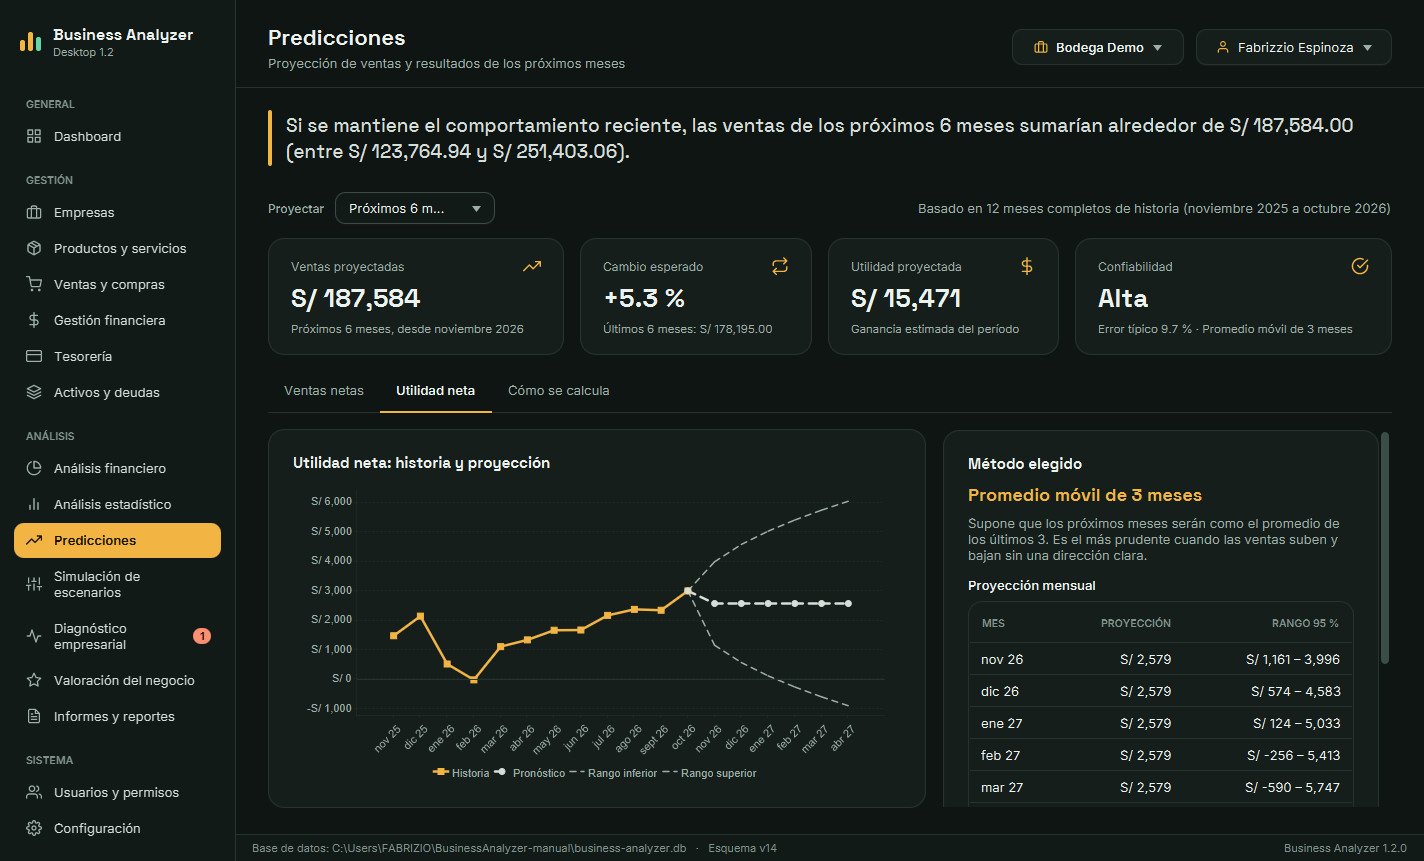 Business Analyzer
Desktop 1.2
GENERAL
Dashboard
GESTIÓN
Empresas
Productos y servicios
Ventas y compras
Gestión financiera
Tesorería
Activos y deudas
ANÁLISIS
Análisis financiero
Análisis estadístico
Predicciones
Simulación de
escenarios
Diagnóstico
empresarial
1
Valoración del negocio
Informes y reportes
SISTEMA
Usuarios y permisos
Configuración
Predicciones
Proyección de ventas y resultados de los próximos meses
Bodega Demo
Fabrizzio Espinoza
Si se mantiene el comportamiento reciente, las ventas de los próximos 6 meses sumarían alrededor de S/ 187,584.00
(entre S/ 123,764.94 y S/ 251,403.06).
Proyectar
Próximos 6 m...
Basado en 12 meses completos de historia (noviembre 2025 a octubre 2026)
Ventas proyectadas
S/ 187,584
Próximos 6 meses, desde noviembre 2026
Cambio esperado
+5.3 %
Últimos 6 meses: S/ 178,195.00
Utilidad proyectada
S/ 15,471
Ganancia estimada del período
Confiabilidad
Alta
Error típico 9.7 % · Promedio móvil de 3 meses
Ventas netas
Utilidad neta
Cómo se calcula
Utilidad neta: historia y proyección
S/ 6,000
S/ 5,000
S/ 4,000
S/ 3,000
S/ 2,000
S/ 1,000
S/ 0
-S/ 1,000
nov 25
dic 25
ene 26
feb 26
mar 26
abr 26
may 26
jun 26
jul 26
ago 26
sept 26
oct 26
nov 26
dic 26
ene 27
feb 27
mar 27
abr 27
Historia Pronóstico Rango inferior Rango superior
Método elegido
Promedio móvil de 3 meses
Supone que los próximos meses serán como el promedio de
los últimos 3. Es el más prudente cuando las ventas suben y
bajan sin una dirección clara.
Proyección mensual
MES PROYECCIÓN RANGO 95 %
nov 26 S/ 2,579 S/ 1,161 – 3,996
dic 26 S/ 2,579 S/ 574 – 4,583
ene 27 S/ 2,579 S/ 124 – 5,033
feb 27 S/ 2,579 S/ -256 – 5,413
mar 27 S/ 2,579 S/ -590 – 5,747
Base de datos: C:\Users\FABRIZIO\BusinessAnalyzer-manual\business-analyzer.db · Esquema v14
Business Analyzer 1.2.0